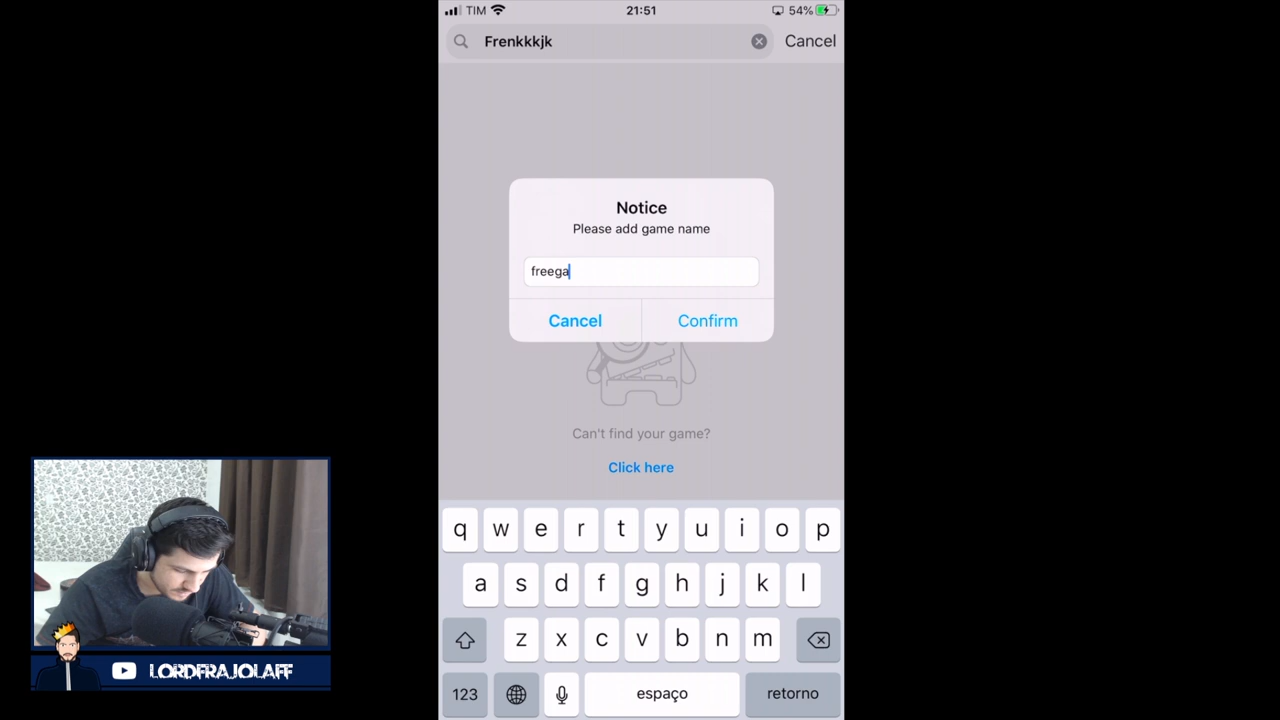 TIM 21:51 54%
Frenkkkjk Cancel
Notice
Please add game name
freega
Cancel Confirm
Can't find your game?
Click here
q w e r t y u i o p
a s d f g h j k l
z x c v b n m
123 espaço retorno
LORDFRAJOLAFF